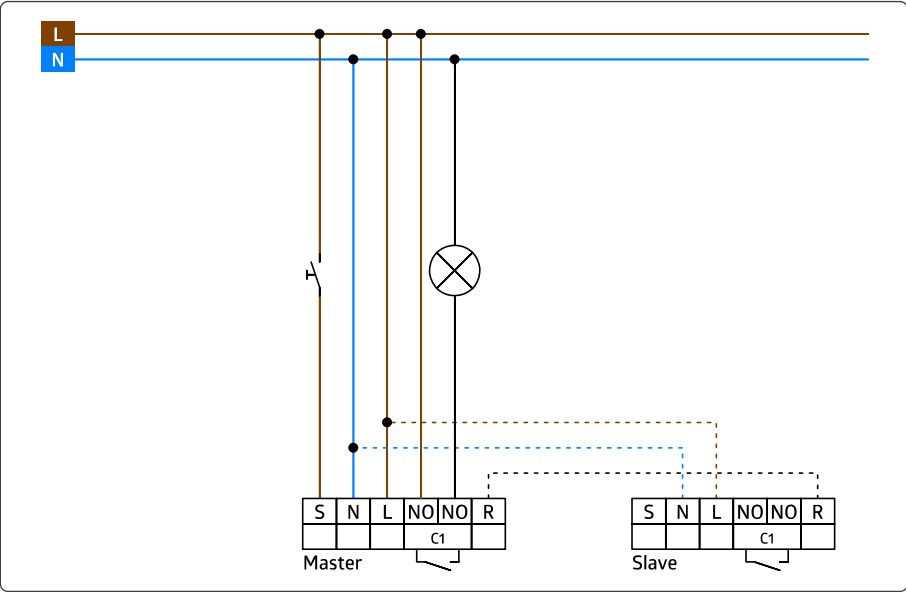 L
N
S N L NO NO R
C1
Master
S N L NO NO R
C1
Slave